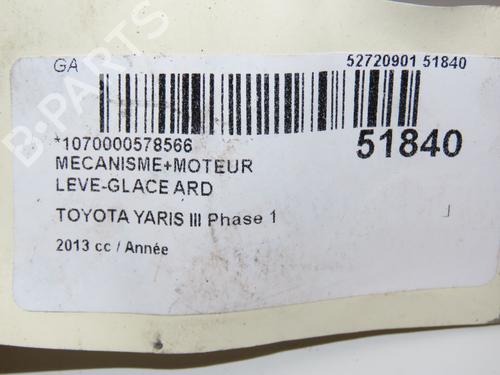 GA
52720901 51840
*1070000578566
51840
MECANISME+MOTEUR
LEVE-GLACE ARD
TOYOTA YARIS III Phase 1
2013 cc / Année
B-PARTS